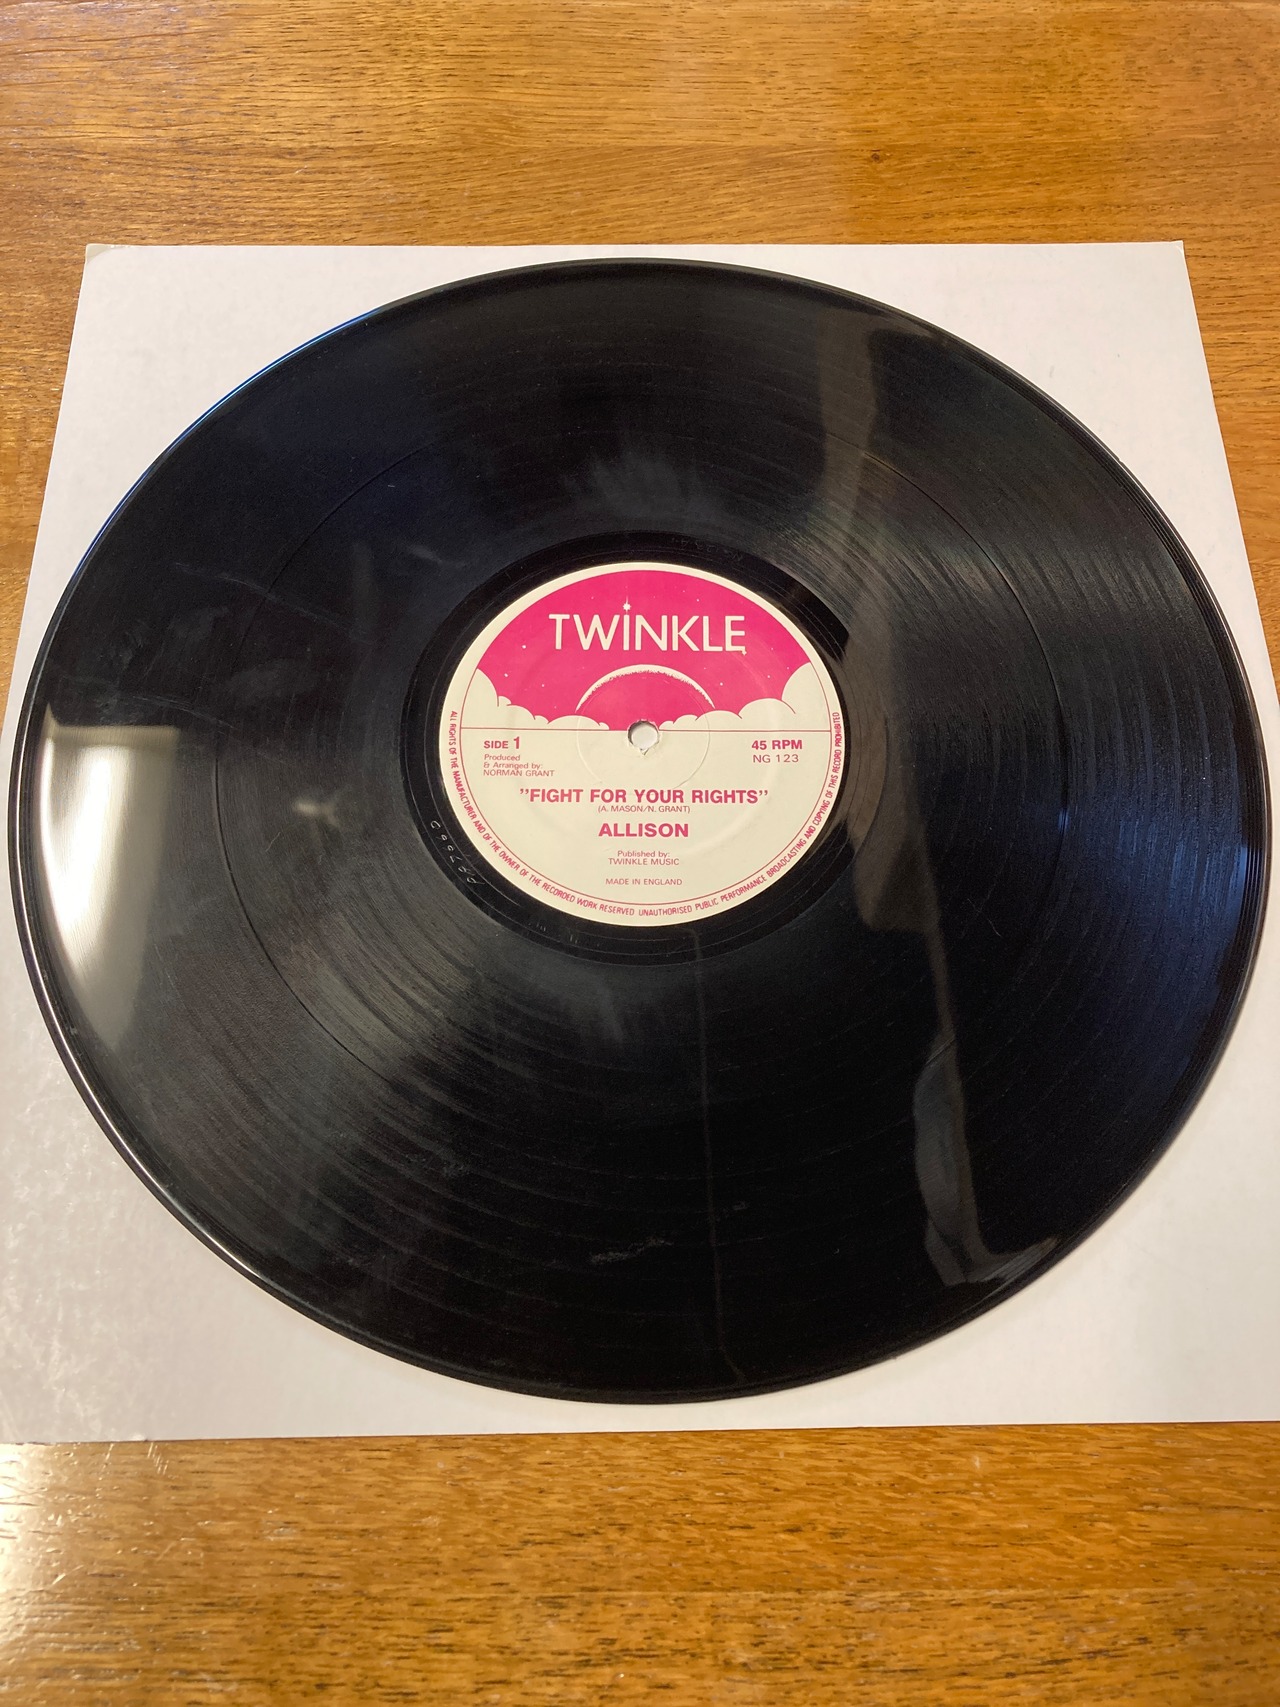 TWINKLE
SIDE 1
45 RPM
Produced
NG 123
& Arranged by:
NORMAN GRANT
"FIGHT FOR YOUR RIGHTS"
(A. MASON/N. GRANT)
ALLISON
Published by:
TWINKLE MUSIC
MADE IN ENGLAND
ALL RIGHTS OF THE MANUFACTURER AND OF THE OWNER OF THE RECORDED WORK RESERVED UNAUTHORISED PUBLIC PERFORMANCE BROADCASTING AND COPYING OF THIS RECORD PROHIBITED